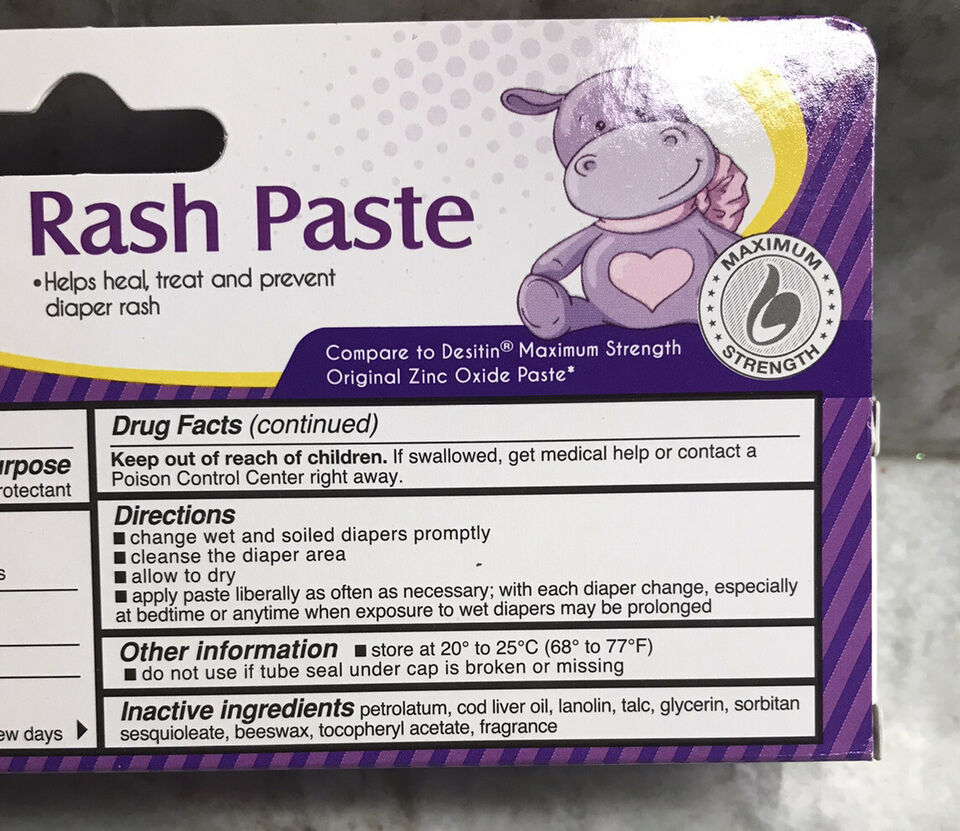 Rash Paste
•Helps heal, treat and prevent
diaper rash
MAXIMUM
STRENGTH
Compare to Desitin® Maximum Strength
Original Zinc Oxide Paste*
urpose
rotectant
s
ew days
Drug Facts (continued)
Keep out of reach of children. If swallowed, get medical help or contact a
Poison Control Center right away.
Directions
■ change wet and soiled diapers promptly
■ cleanse the diaper area
■ allow to dry
■ apply paste liberally as often as necessary; with each diaper change, especially
at bedtime or anytime when exposure to wet diapers may be prolonged
Other information ■ store at 20° to 25°C (68° to 77°F)
■ do not use if tube seal under cap is broken or missing
Inactive ingredients petrolatum, cod liver oil, lanolin, talc, glycerin, sorbitan
sesquioleate, beeswax, tocopheryl acetate, fragrance